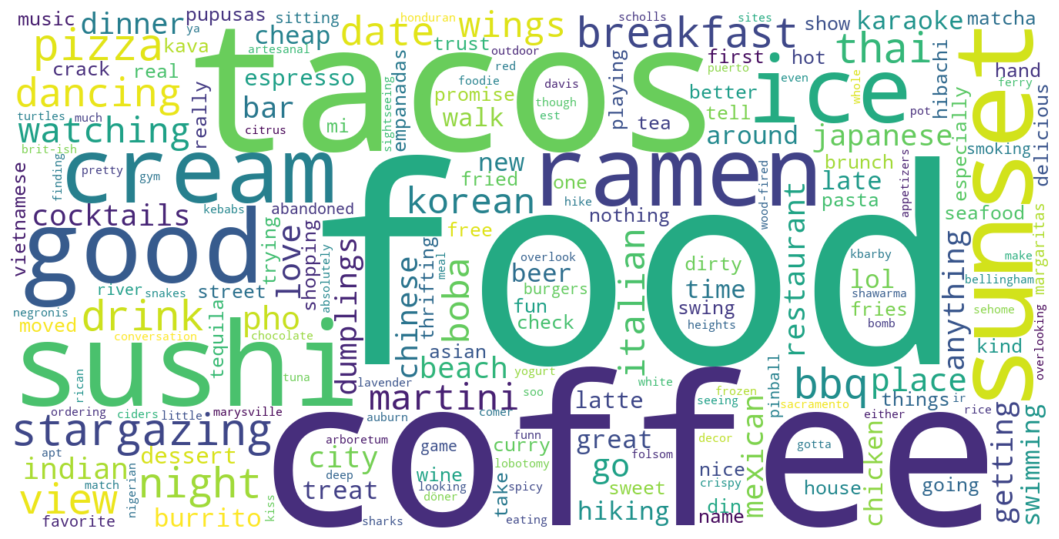 music
dinner
pupusas
sitting
cheap
date
wings
scholls
breakfast
sites
show
karaoke
matcha
ya
honduran
outdoor
pizza
kava
artesanal
trust
first
hot
thai
hand
crack
real
tacos
foodie
red
davis
puerto
even
whole
ferry
espresso
promise
though
better
ice
pot
hibachi
sunset
dancing
really
bar
mi
empanadas
sightseeing
walk
est
playing
tell
turtles
much
citrus
tea
around
japanese
especially
delicious
watching
brit-ish
pretty
gym
cream
new
ramen
brunch
smoking
finding
korean
fried
one
wood-fired
late
appetizers
hike
pasta
vietnamese
cocktails
kebabs
abandoned
free
nothing
seafood
margaritas
good
trying
love
shopping
food
overlook
dirty
kbarby
make
river
snakes
street
absolutely
chinese
thrifting
meal
boba
beer
burgers
time
restaurant
lol
shawarma
anything
bellingham
negronis
fun
italian
fries
sehome
moved
drink
pho
dumplings
check
swing
heights
bomb
overlooking
conversation
tequila
chocolate
asian
kind
sushi
rican
tuna
lavender
beach
yogurt
white
frozen
seeing
pinball
bbq
place
martini
soo
sacramento
things
either
ir
rice
ordering
ciders
little
marysville
auburn
comer
latte
decor
stargazing
coffee
apt
arboretum
game
funn
great
folsom
gotta
getting
swimming
indian
dessert
city
deep
curry
go
mexican
nice
crispy
chicken
view
match
nigerian
night
treat
looking
wine
lobotomy
take
sweet
din
house
going
favorite
burrito
kiss
sharks
döner
spicy
eating
hiking
name